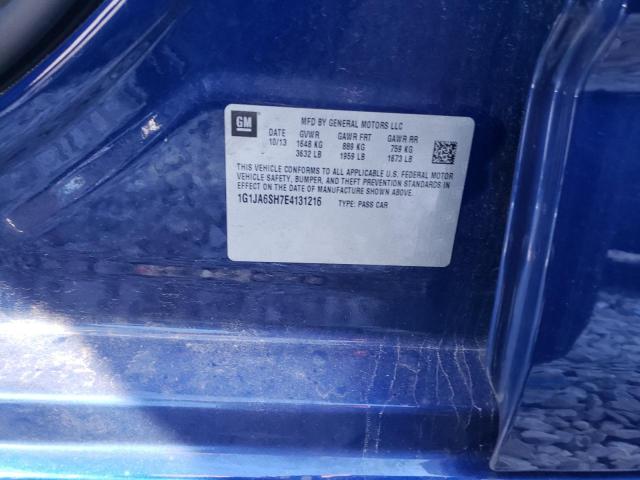 GM
MFD BY GENERAL MOTORS LLC
DATE GVWR GAWR FRT GAWR RR
10/13 1648 KG 889 KG 759 KG
3632 LB 1959 LB 1673 LB
THIS VEHICLE CONFORMS TO ALL APPLICABLE U.S. FEDERAL MOTOR
VEHICLE SAFETY, BUMPER, AND THEFT PREVENTION STANDARDS IN
EFFECT ON THE DATE OF MANUFACTURE SHOWN ABOVE.
1G1JA6SH7E4131216 TYPE: PASS CAR